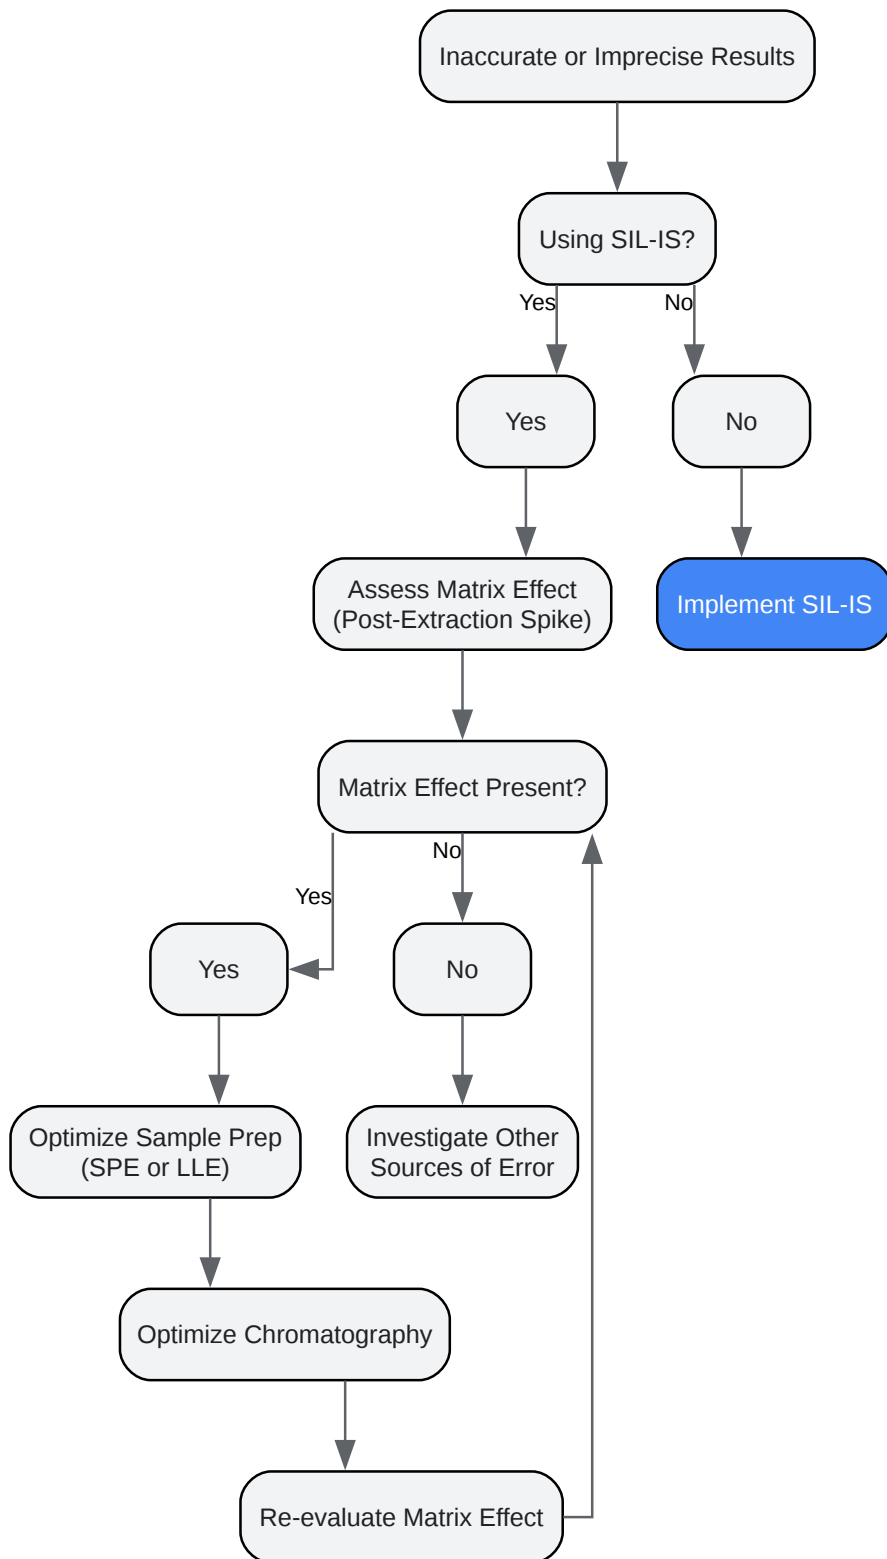 Inaccurate or Imprecise Results
Using SIL-IS?
Yes
No
Yes
No
Assess Matrix Effect
(Post-Extraction Spike)
Implement SIL-IS
Matrix Effect Present?
No
Yes
Yes
No
Optimize Sample Prep
(SPE or LLE)
Investigate Other
Sources of Error
Optimize Chromatography
Re-evaluate Matrix Effect